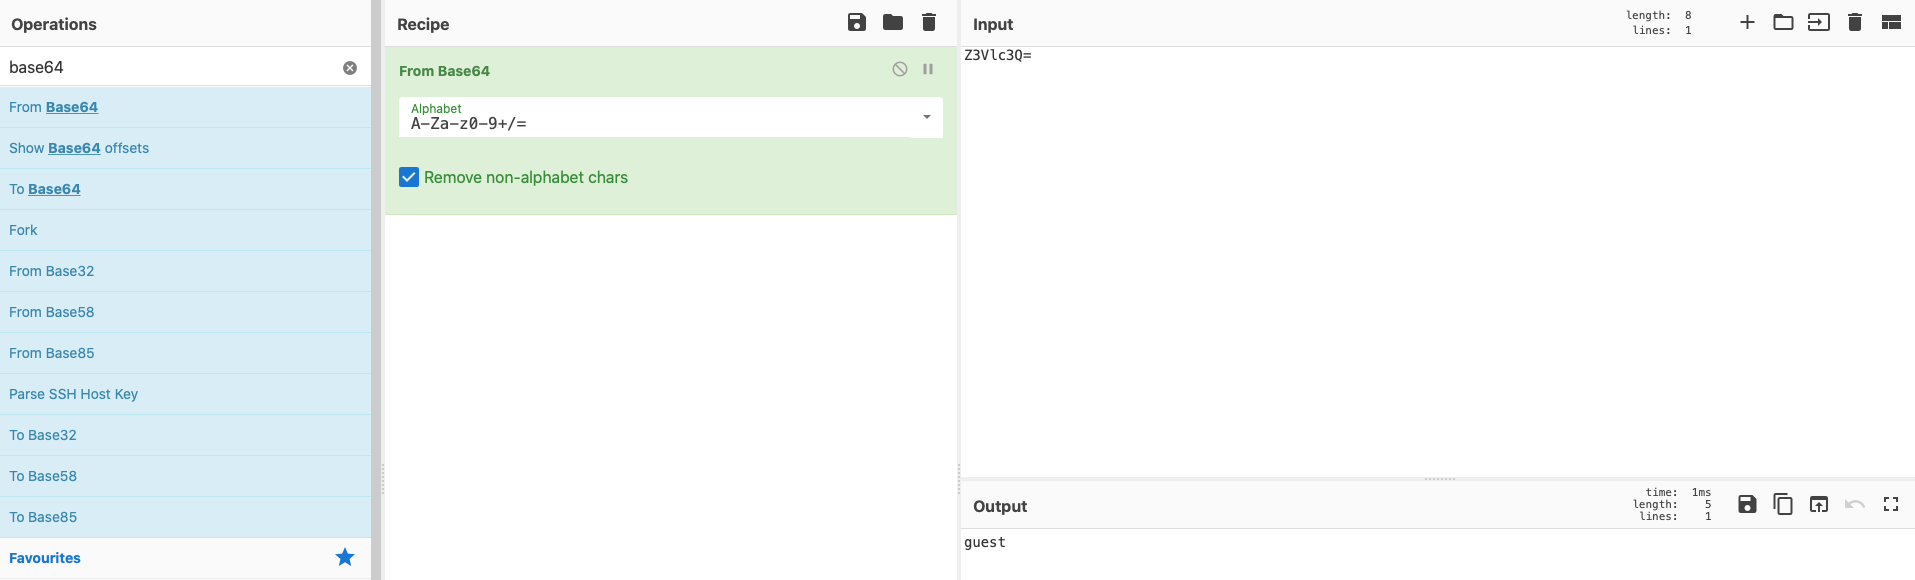 Operations
base64
From Base64
Show Base64 offsets
To Base64
Fork
From Base32
From Base58
From Base85
Parse SSH Host Key
To Base32
To Base58
To Base85
Favourites
Recipe
From Base64
Alphabet
A-Za-z0-9+/=
Remove non-alphabet chars
Input
length: 8
lines: 1
Z3Vlc3Q=
Output
time: 1ms
length: 5
lines: 1
guest